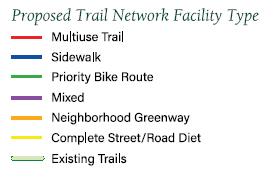 Proposed Trail Network Facility Type
Multiuse Trail
Sidewalk
Priority Bike Route
Mixed
Neighborhood Greenway
Complete Street/Road Diet
Existing Trails